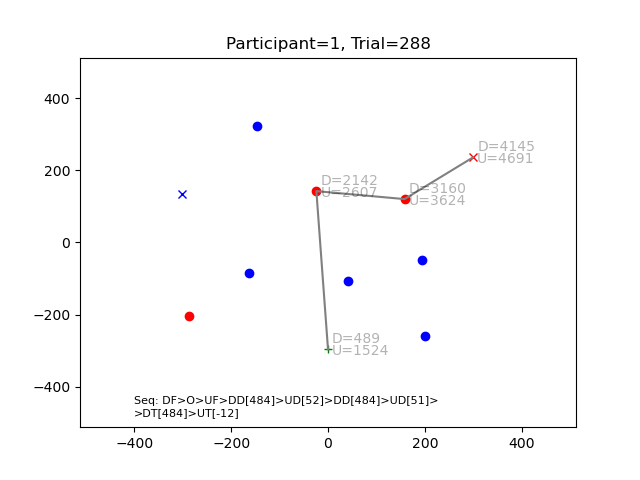 Participant=1, Trial=288
400
200
0
−200
−400
−400
−200
0
200
400
D=4145
U=4691
D=2142
U=2607
D=3160
U=3624
D=489
U=1524
Seq: DF>O>UF>DD[484]>UD[52]>DD[484]>UD[51]>
>DT[484]>UT[-12]